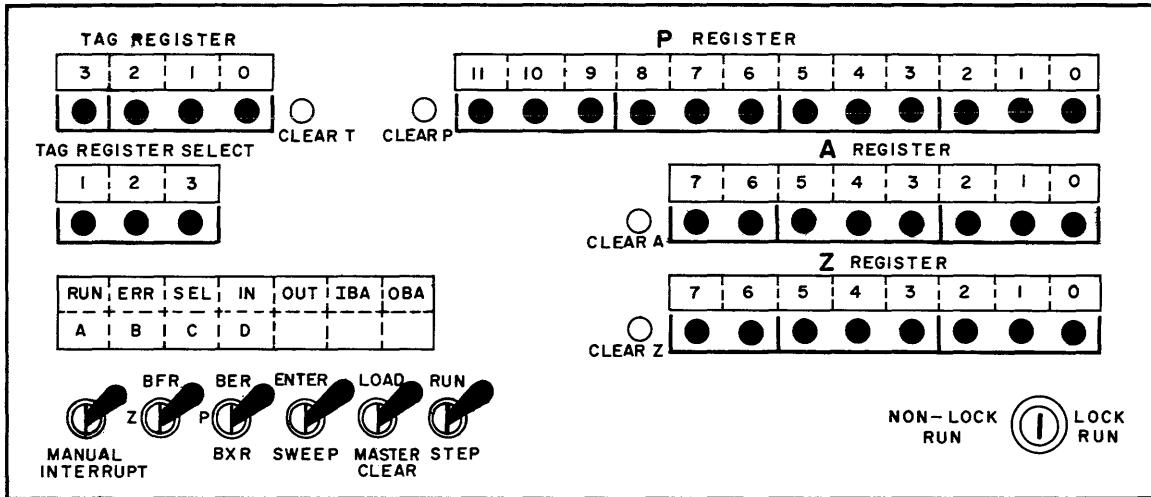 TAG REGISTER
3 2 1 0
CLEAR T
P REGISTER
11 10 9 8 7 6 5 4 3 2 1 0
CLEAR P
TAG REGISTER SELECT
1 2 3
A REGISTER
7 6 5 4 3 2 1 0
CLEAR A
Z REGISTER
7 6 5 4 3 2 1 0
CLEAR Z
RUN ERR SEL IN OUT IBA OBA
A B C D
BFR BER ENTER LOAD RUN
Z P
MANUAL INTERRUPT
BXR SWEEP MASTER CLEAR STEP
NON-LOCK RUN
LOCK RUN